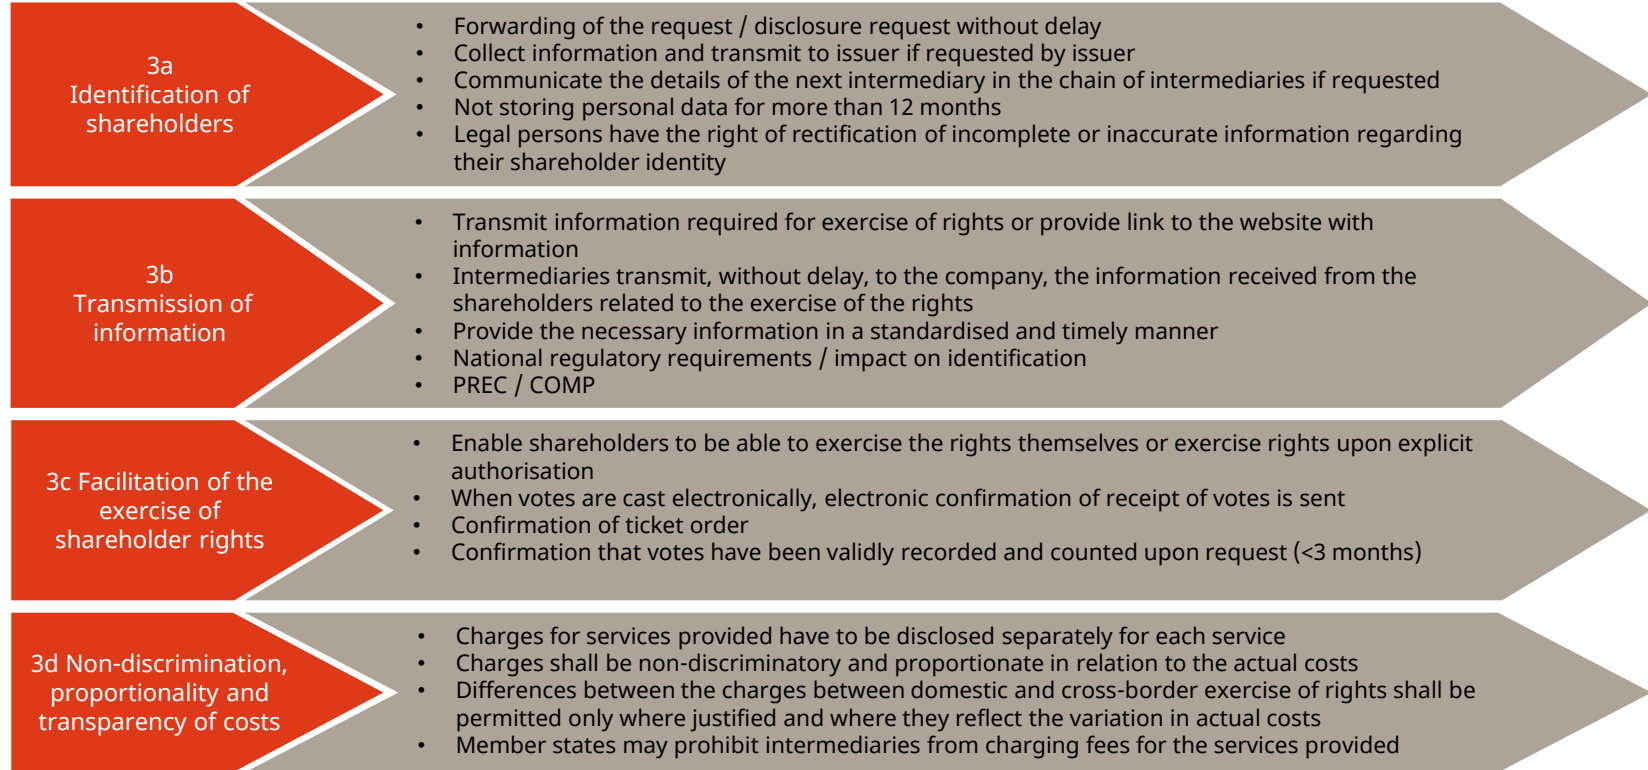 3a
Identification of
shareholders
• Forwarding of the request / disclosure request without delay
• Collect information and transmit to issuer if requested by issuer
• Communicate the details of the next intermediary in the chain of intermediaries if requested
• Not storing personal data for more than 12 months
• Legal persons have the right of rectification of incomplete or inaccurate information regarding
their shareholder identity
3b
Transmission of
information
• Transmit information required for exercise of rights or provide link to the website with
information
• Intermediaries transmit, without delay, to the company, the information received from the
shareholders related to the exercise of the rights
• Provide the necessary information in a standardised and timely manner
• National regulatory requirements / impact on identification
• PREC / COMP
3c Facilitation of the
exercise of
shareholder rights
• Enable shareholders to be able to exercise the rights themselves or exercise rights upon explicit
authorisation
• When votes are cast electronically, electronic confirmation of receipt of votes is sent
• Confirmation of ticket order
• Confirmation that votes have been validly recorded and counted upon request (<3 months)
3d Non-discrimination,
proportionality and
transparency of costs
• Charges for services provided have to be disclosed separately for each service
• Charges shall be non-discriminatory and proportionate in relation to the actual costs
• Differences between the charges between domestic and cross-border exercise of rights shall be
permitted only where justified and where they reflect the variation in actual costs
• Member states may prohibit intermediaries from charging fees for the services provided